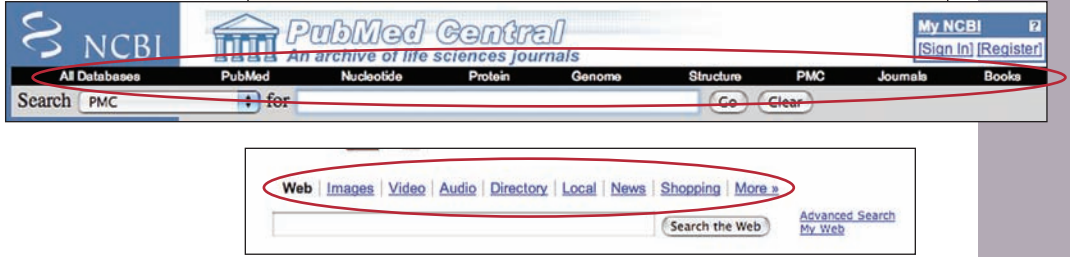 NCBI
PubMed Central
An archive of life sciences journals
My NCBI ?
[Sign In] [Register]
All Databases PubMed Nucleotide Protein Genome Structure PMC Journals Books
Search PMC for Go Clear
Web | Images | Video | Audio | Directory | Local | News | Shopping | More »
Search the Web
Advanced Search
My Web